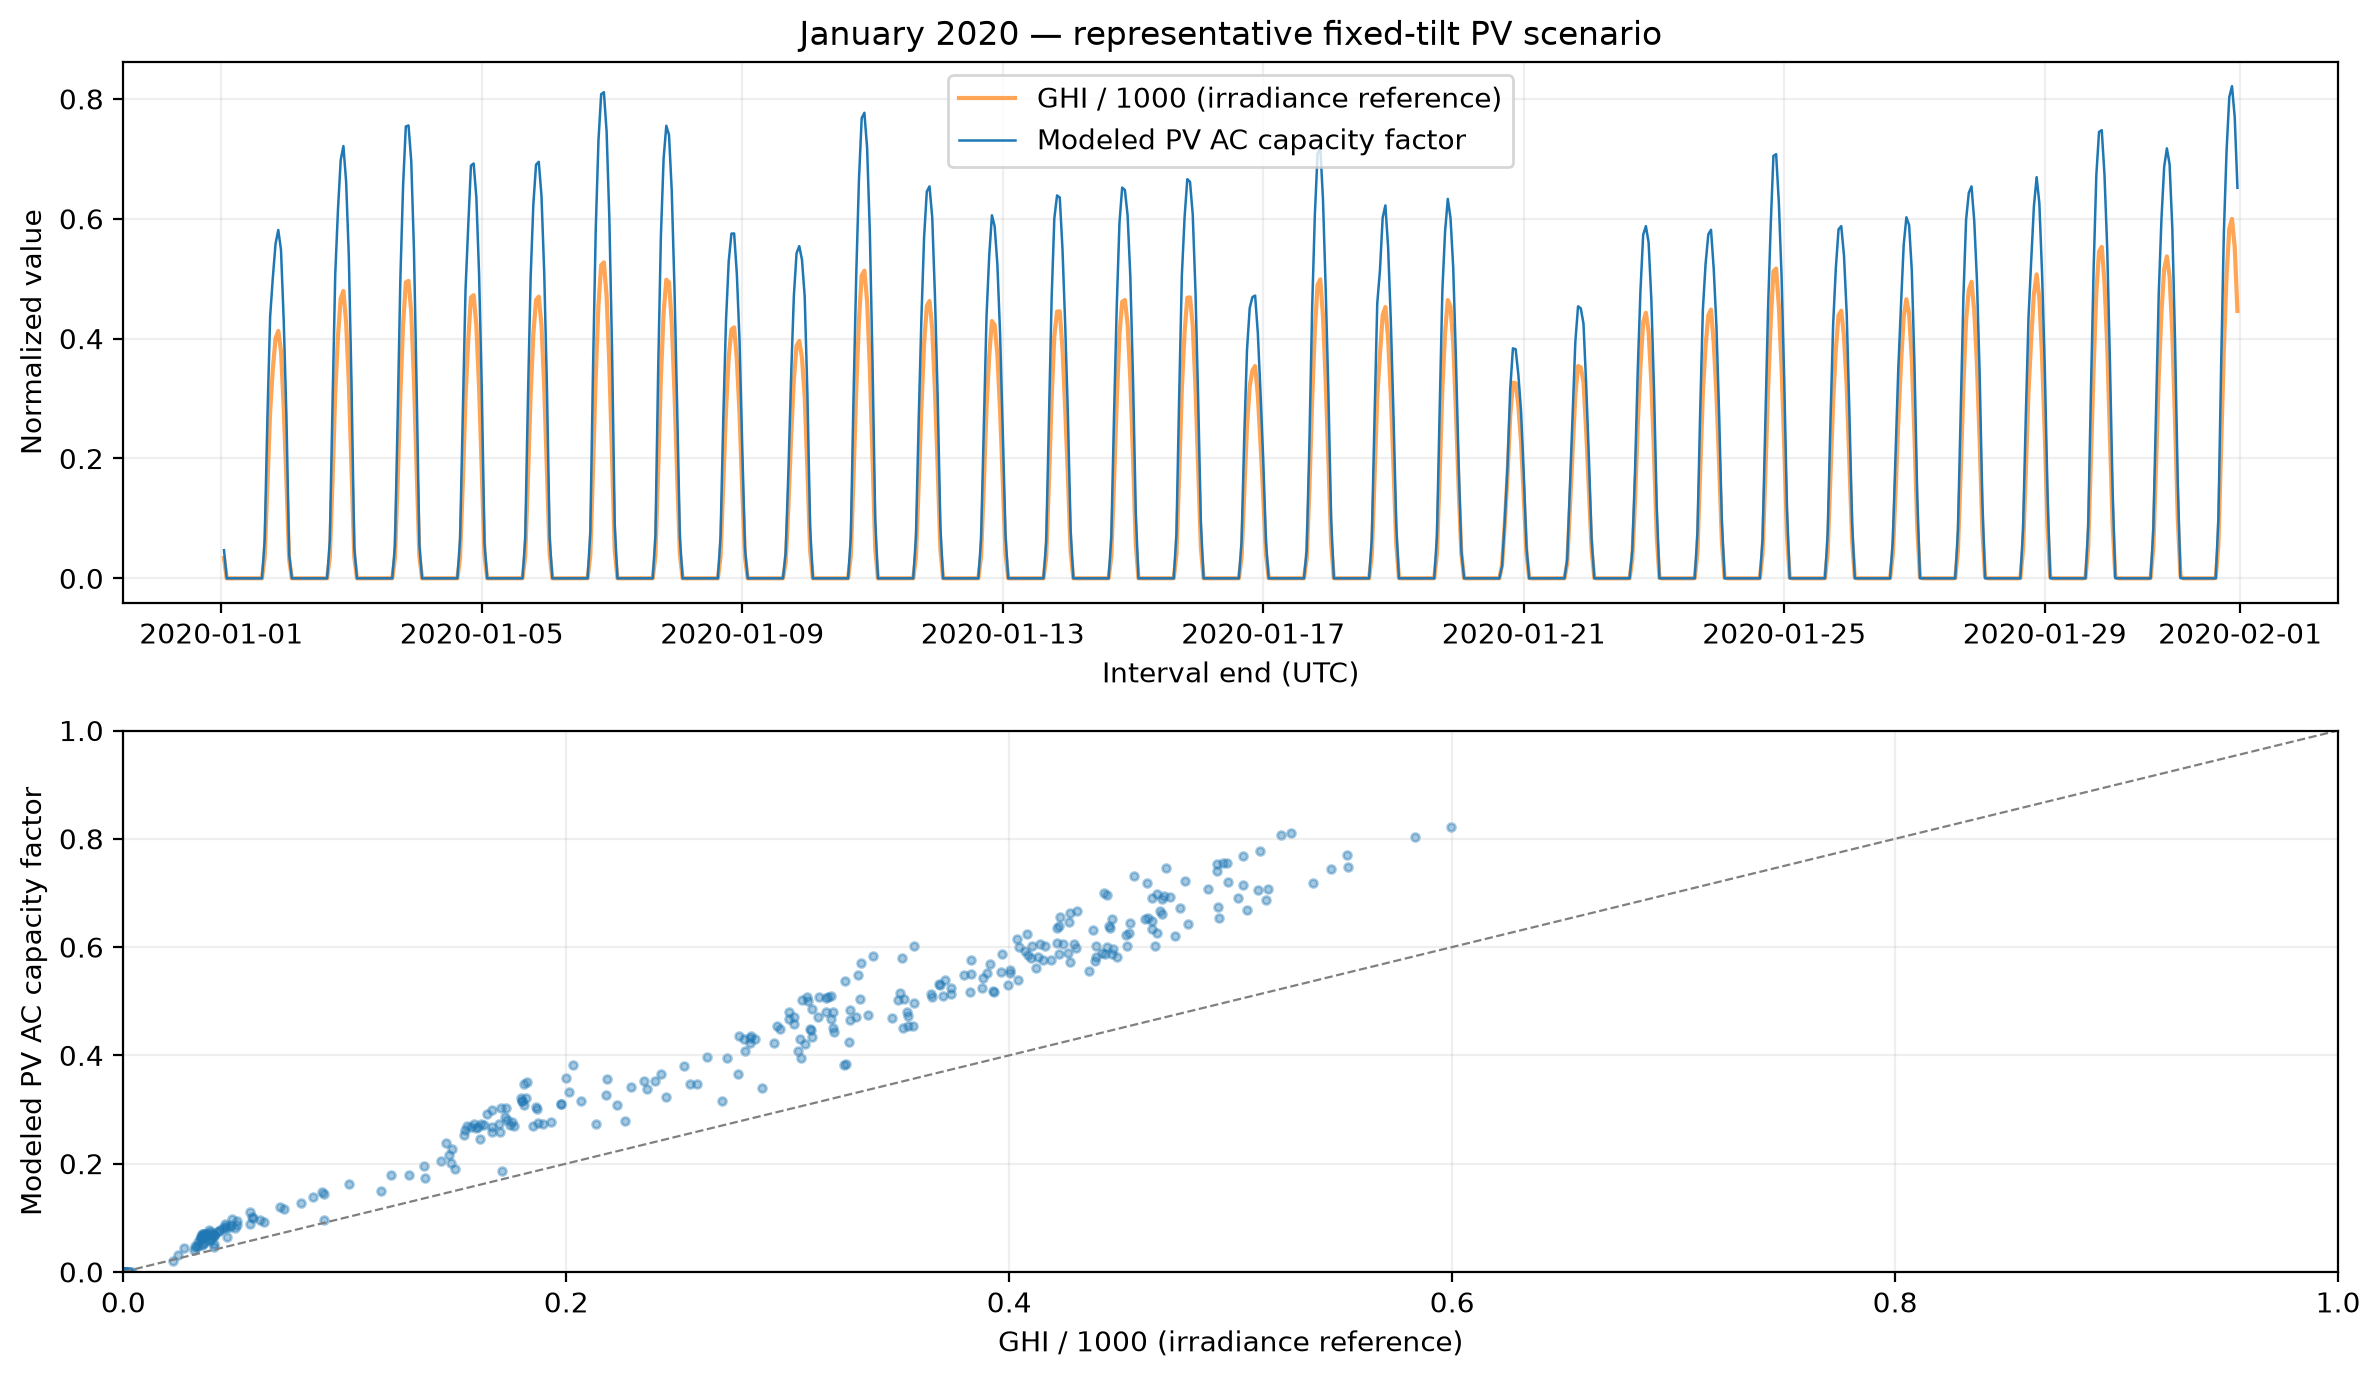 January 2020 — representative fixed-tilt PV scenario
GHI / 1000 (irradiance reference)
Modeled PV AC capacity factor
Normalized value
0.8
0.6
0.4
0.2
0.0
2020-01-01 2020-01-05 2020-01-09 2020-01-13 2020-01-17 2020-01-21 2020-01-25 2020-01-29 2020-02-01
Interval end (UTC)
Modeled PV AC capacity factor
1.0
0.8
0.6
0.4
0.2
0.0
0.0 0.2 0.4 0.6 0.8 1.0
GHI / 1000 (irradiance reference)